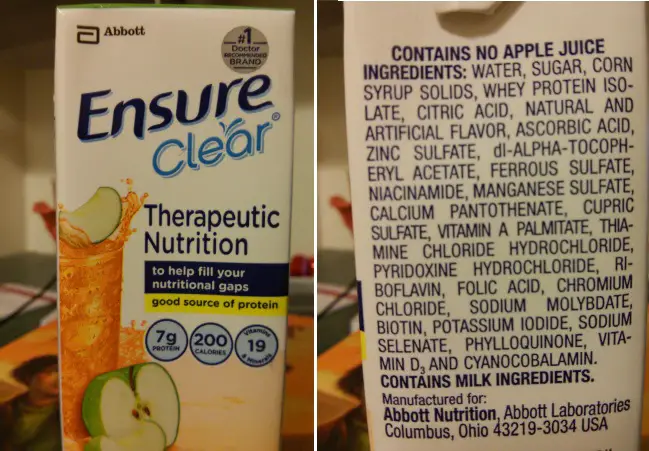 Abbott
#1
Doctor
RECOMMENDED
BRAND
Ensure®
Clear
Therapeutic
Nutrition
to help fill your
nutritional gaps
good source of protein
7g
PROTEIN
200
CALORIES
Vitamins
19
& Minerals
CONTAINS NO APPLE JUICE
INGREDIENTS: WATER, SUGAR, CORN
SYRUP SOLIDS, WHEY PROTEIN ISO-
LATE, CITRIC ACID, NATURAL AND
ARTIFICIAL FLAVOR, ASCORBIC ACID,
ZINC SULFATE, dl-ALPHA-TOCOPH-
ERYL ACETATE, FERROUS SULFATE,
NIACINAMIDE, MANGANESE SULFATE,
CALCIUM PANTOTHENATE, CUPRIC
SULFATE, VITAMIN A PALMITATE, THIA-
MINE CHLORIDE HYDROCHLORIDE,
PYRIDOXINE HYDROCHLORIDE, RI-
BOFLAVIN, FOLIC ACID, CHROMIUM
CHLORIDE, SODIUM MOLYBDATE,
BIOTIN, POTASSIUM IODIDE, SODIUM
SELENATE, PHYLLOQUINONE, VITA-
MIN D₃ AND CYANOCOBALAMIN.
CONTAINS MILK INGREDIENTS.
Manufactured for:
Abbott Nutrition, Abbott Laboratories
Columbus, Ohio 43219-3034 USA